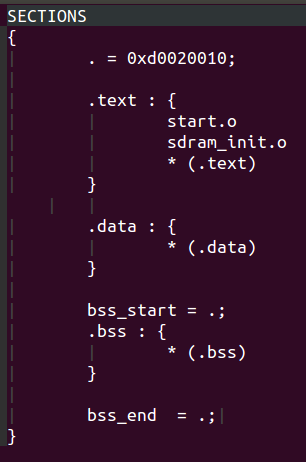 SECTIONS
{
. = 0xd0020010;
.text : {
start.o
sdram_init.o
* (.text)
}
.data : {
* (.data)
}
bss_start = .;
.bss : {
* (.bss)
}
bss_end  = .;
}